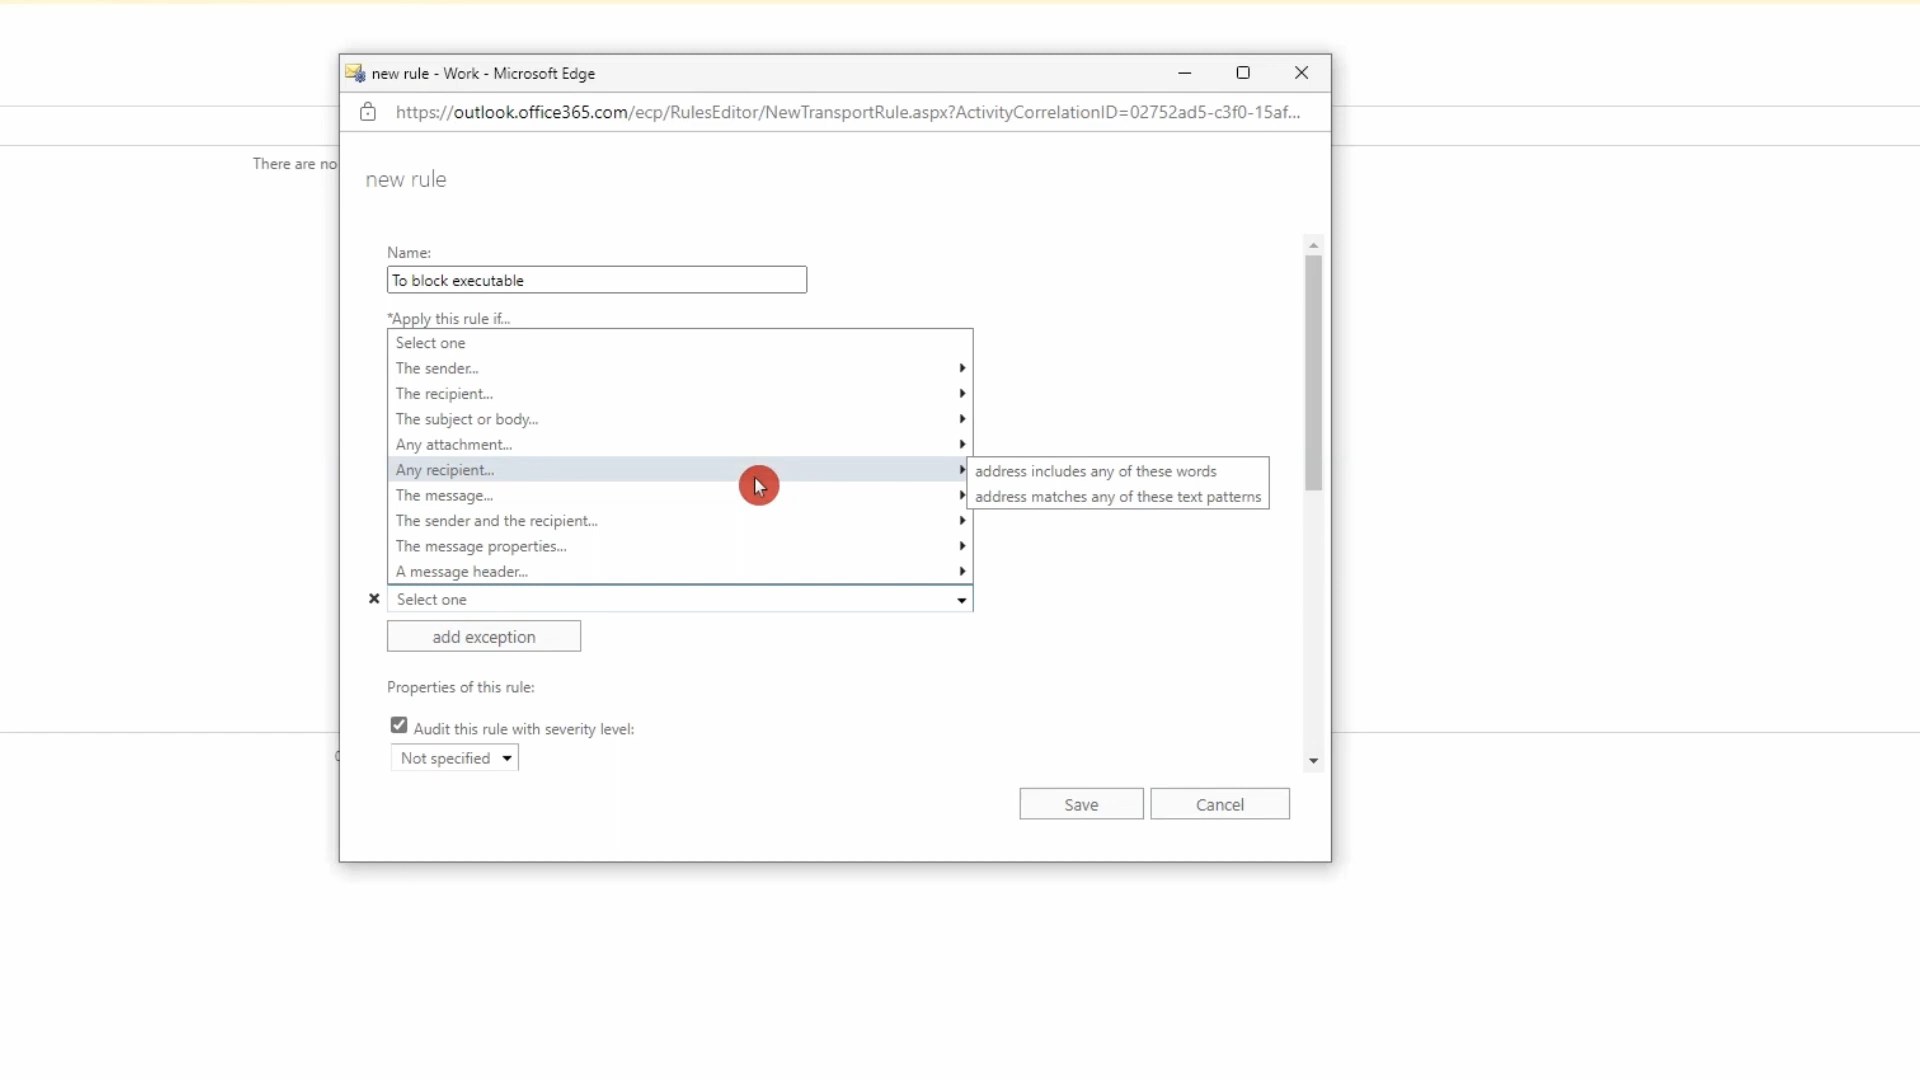 new rule - Work - Microsoft Edge
https://outlook.office365.com/ecp/RulesEditor/NewTransportRule.aspx?ActivityCorrelationID=02752ad5-c3f0-15af...
There are no
new rule
Name:
To block executable
*Apply this rule if...
Select one
The sender...
The recipient...
The subject or body...
Any attachment...
Any recipient...
address includes any of these words
The message...
address matches any of these text patterns
The sender and the recipient...
The message properties...
A message header...
Select one
add exception
Properties of this rule:
Audit this rule with severity level:
Not specified
Save
Cancel